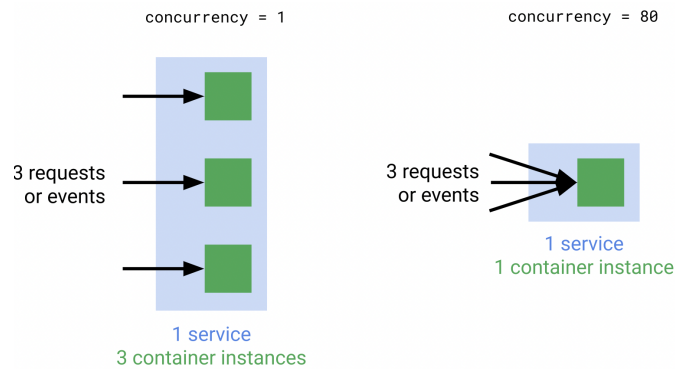 concurrency = 1
3 requests
or events
1 service
3 container instances
concurrency = 80
3 requests
or events
1 service
1 container instance